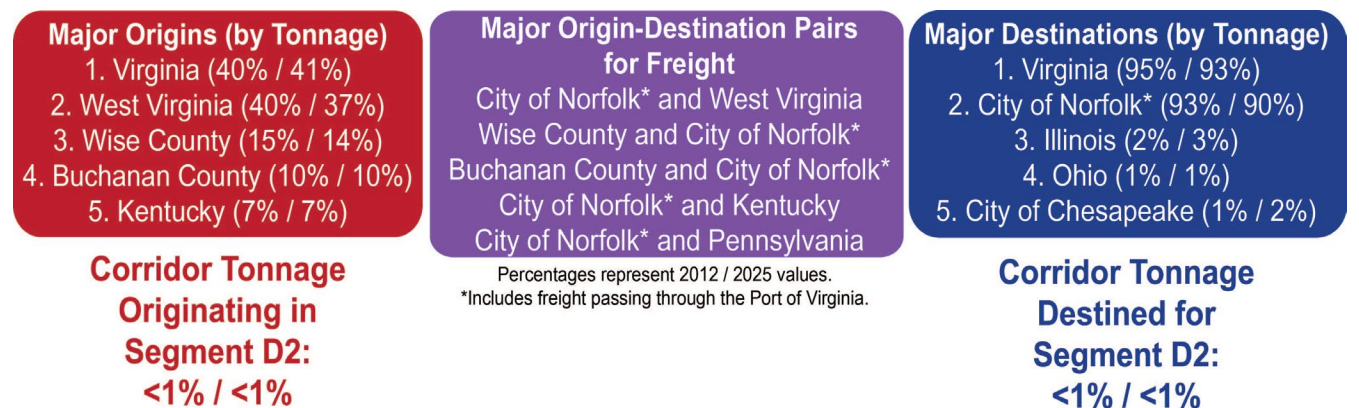 Major Origins (by Tonnage)
1. Virginia (40% / 41%)
2. West Virginia (40% / 37%)
3. Wise County (15% / 14%)
4. Buchanan County (10% / 10%)
5. Kentucky (7% / 7%)
Corridor Tonnage
Originating in
Segment D2:
<1% / <1%
Major Origin-Destination Pairs
for Freight
City of Norfolk* and West Virginia
Wise County and City of Norfolk*
Buchanan County and City of Norfolk*
City of Norfolk* and Kentucky
City of Norfolk* and Pennsylvania
Percentages represent 2012 / 2025 values.
*Includes freight passing through the Port of Virginia.
Major Destinations (by Tonnage)
1. Virginia (95% / 93%)
2. City of Norfolk* (93% / 90%)
3. Illinois (2% / 3%)
4. Ohio (1% / 1%)
5. City of Chesapeake (1% / 2%)
Corridor Tonnage
Destined for
Segment D2:
<1% / <1%